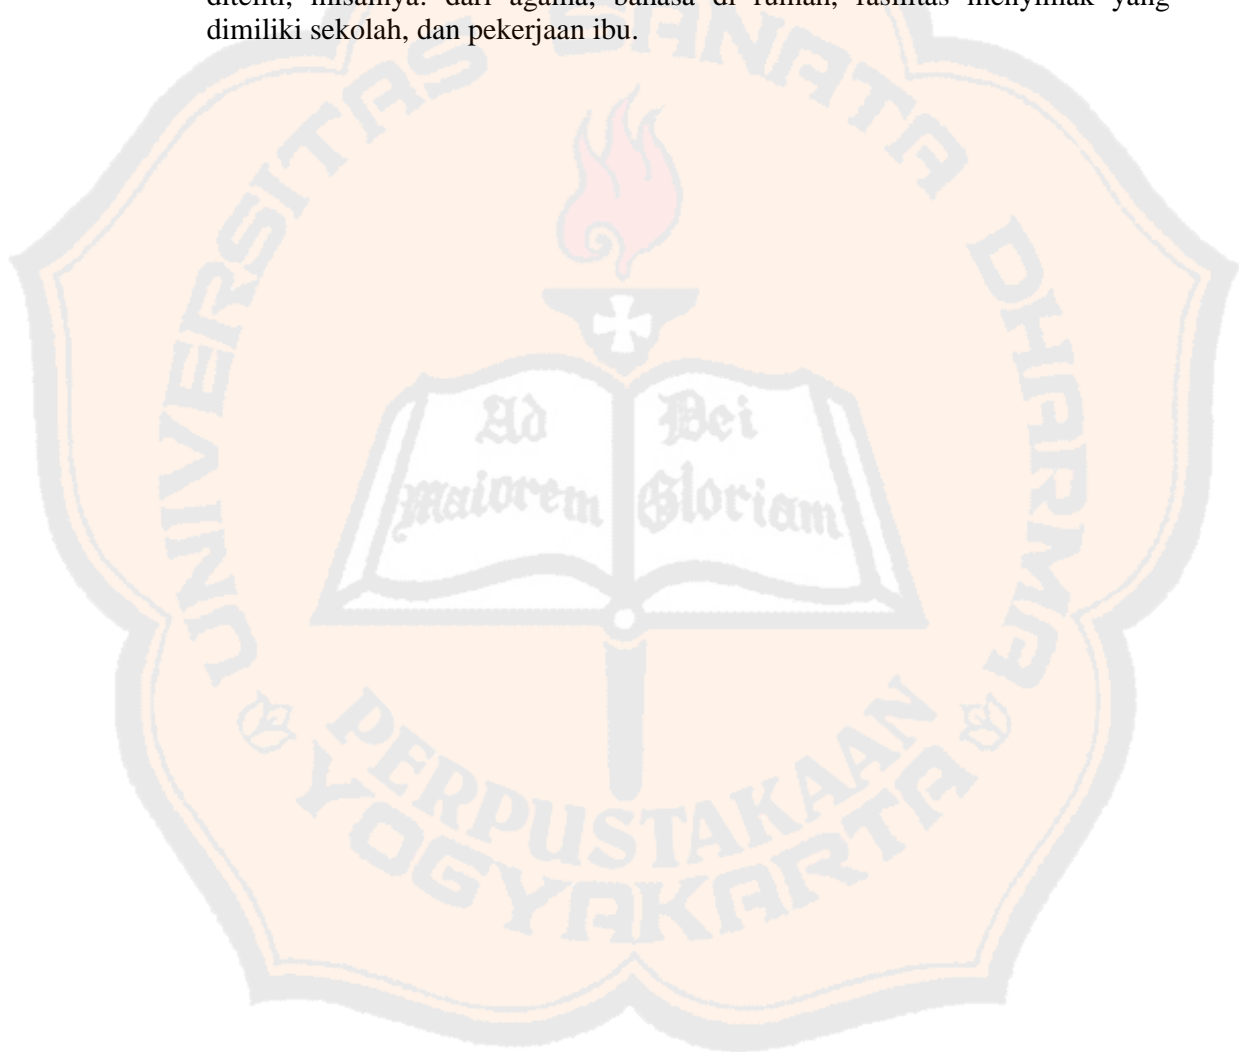 diteliti, misalnya: dari agama, bahasa di rumah, fasilitas menyimak yang
dimiliki sekolah, dan pekerjaan ibu.
UNIVERSITAS SANATA DHARMA
Ad Dei
maiorem Gloriam
PERPUSTAKAAN
YOGYAKARTA